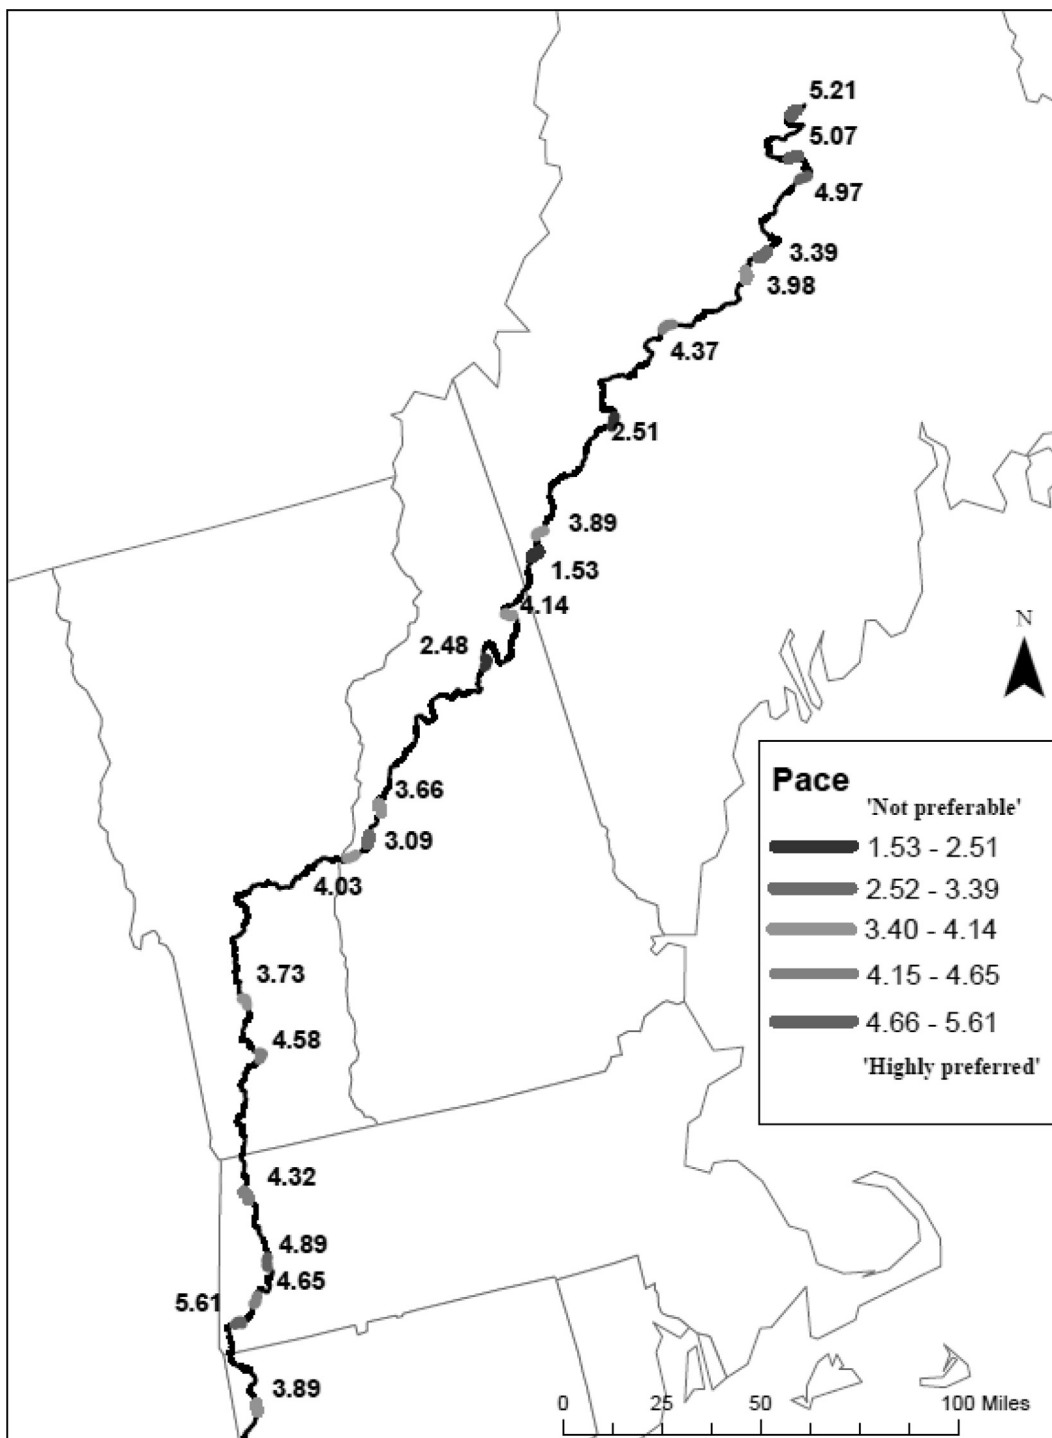 5.21
5.07
4.97
3.39
3.98
4.37
2.51
3.89
1.53
4.14
2.48
N
3.66
3.09
4.03
Pace
'Not preferable'
1.53 - 2.51
2.52 - 3.39
3.40 - 4.14
4.15 - 4.65
4.66 - 5.61
'Highly preferred'
3.73
4.58
4.32
4.89
4.65
5.61
3.89
0 25 50 100 Miles